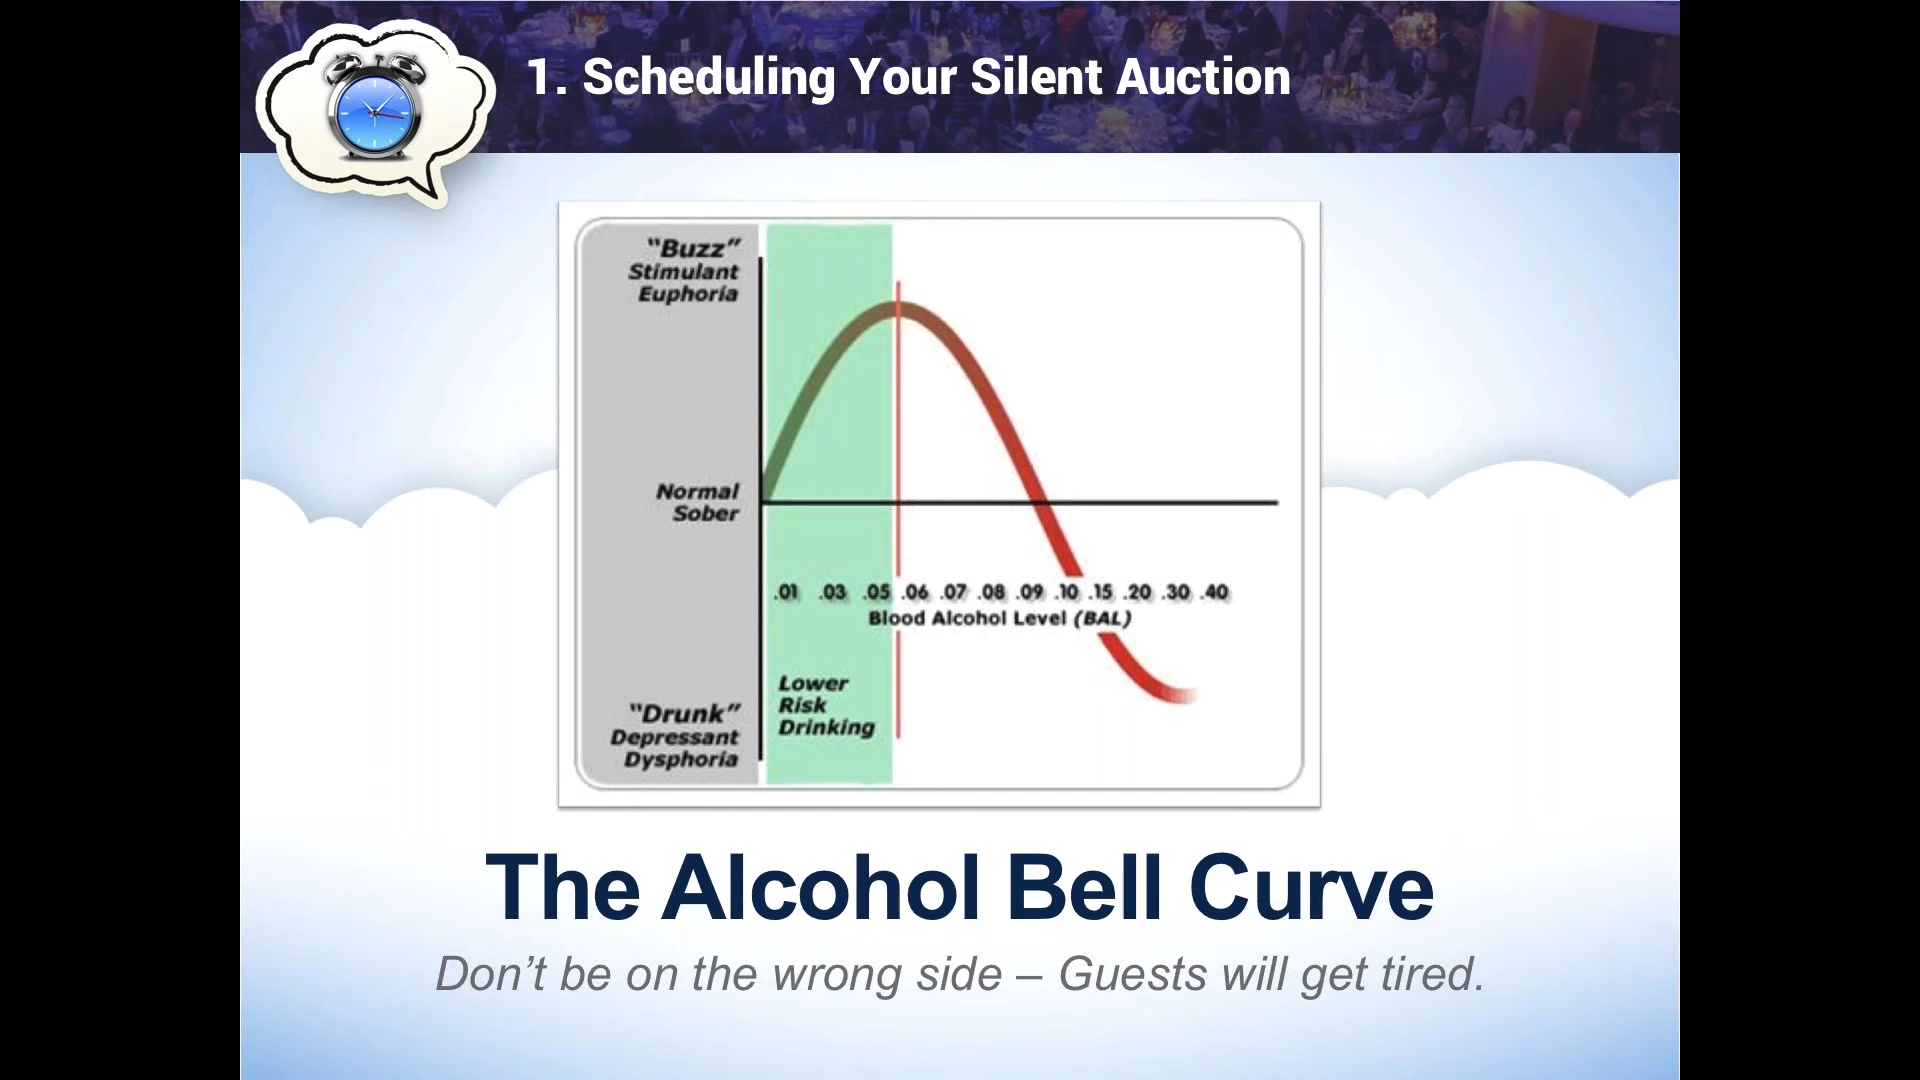 1. Scheduling Your Silent Auction
“Buzz”
Stimulant
Euphoria
Normal
Sober
.01 .03 .05 .06 .07 .08 .09 .10 .15 .20 .30 .40
Blood Alcohol Level (BAL)
Lower
Risk
Drinking
“Drunk”
Depressant
Dysphoria
The Alcohol Bell Curve
Don’t be on the wrong side – Guests will get tired.